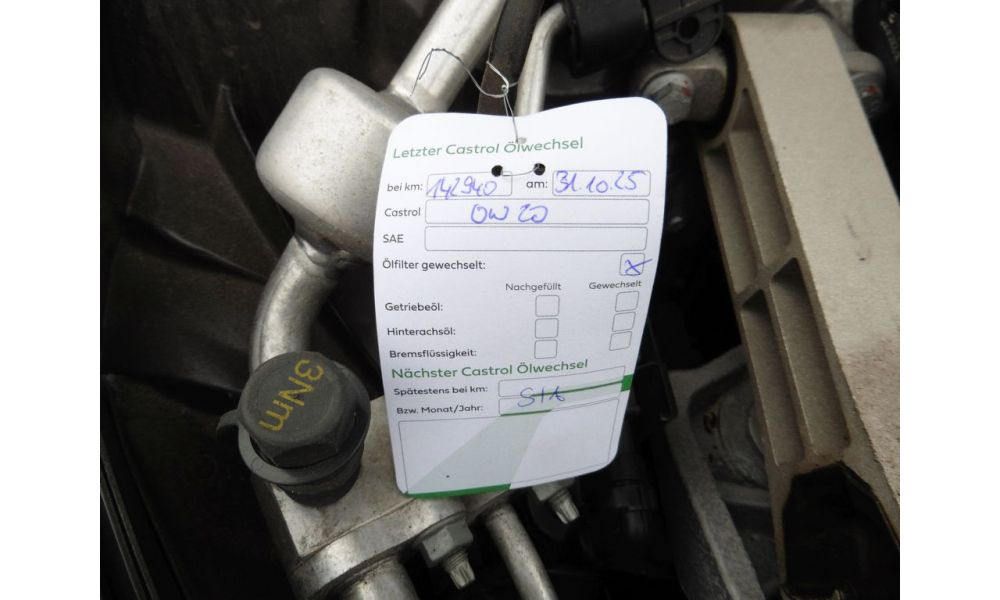 Letzter Castrol Ölwechsel
bei km: 142940 am: 31.10.25
Castrol 0W20
SAE
Ölfilter gewechselt: x
Nachgefüllt Gewechselt
Getriebeöl:
Hinterachsöl:
Bremsflüssigkeit:
Nächster Castrol Ölwechsel
Spätestens bei km:
Bzw. Monat/Jahr:
3Nm